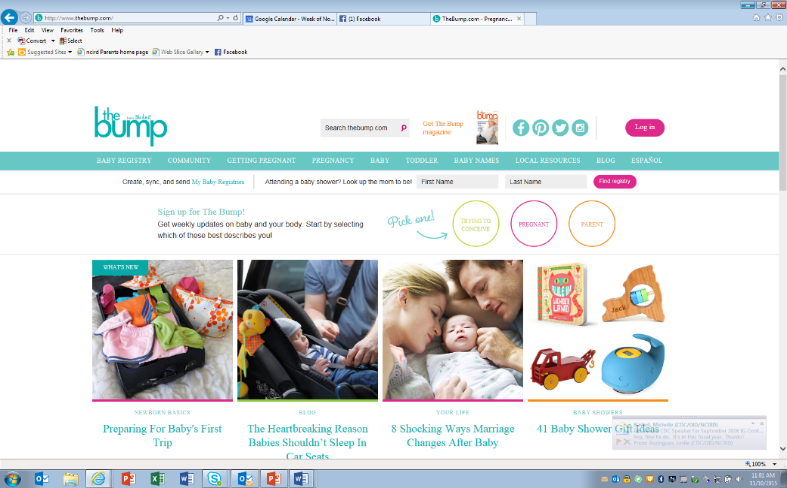 http://www.thebump.com/
Google Calander - Week of No...
(1) Facebook
TheBump.com - Pregnanc...
File Edit View Favorites Tools Help
Convert Select
Suggested Sites ncird Parents home page Web Slice Gallery Facebook
the
bump
Search thebump.com
Get The Bump
magazine
Log in
BABY REGISTRY COMMUNITY GETTING PREGNANT PREGNANCY BABY TODDLER BABY NAMES LOCAL RESOURCES BLOG ESPAÑOL
Create, sync, and send My Baby Registries Attending a baby shower? Look up the mom to be! First Name Last Name Find registry
Sign up for The Bump!
Get weekly updates on baby and your body. Start by selecting
which of those best describes you!
Pick one!
TRYING TO
CONCEIVE
PREGNANT
PARENT
WHAT'S NEW
NEWBORN BASICS
Preparing For Baby's First
Trip
BLOG
The Heartbreaking Reason
Babies Shouldn't Sleep In
Car Seats
YOUR LIFE
8 Shocking Ways Marriage
Changes After Baby
BABY SHOWERS
41 Baby Shower Gift Ideas
100%
11:51 AM
11/10/2015